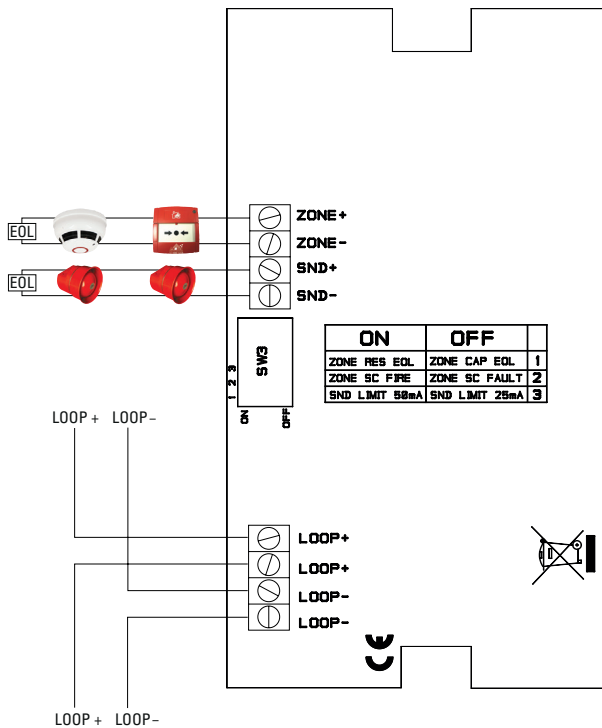 ZONE+
EOL
ZONE-
SND+
EOL
SND-
ON OFF
ZONE RES EOL ZONE CAP EOL 1
ZONE SC FIRE ZONE SC FAULT 2
SND LIMIT 50mA SND LIMIT 25mA 3
SW3
1 2 3
ON
OFF
LOOP+ LOOP-
LOOP+
LOOP+
LOOP-
LOOP-
CE
LOOP+ LOOP-